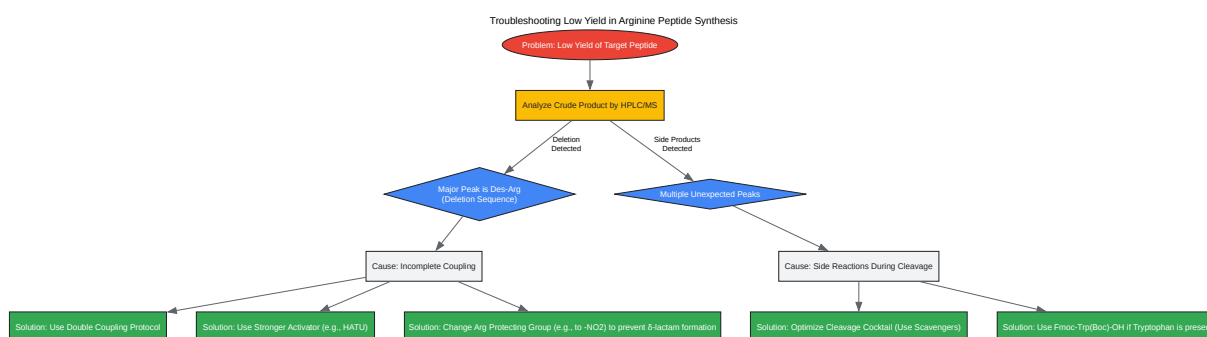 Troubleshooting Low Yield in Arginine Peptide Synthesis
Problem: Low Yield of Target Peptide
Analyze Crude Product by HPLC/MS
Deletion
Detected
Side Products
Detected
Major Peak is Des-Arg
(Deletion Sequence)
Multiple Unexpected Peaks
Cause: Incomplete Coupling
Cause: Side Reactions During Cleavage
Solution: Use Double Coupling Protocol
Solution: Use Stronger Activator (e.g., HATU)
Solution: Change Arg Protecting Group (e.g., to -NO2) to prevent δ-lactam formation
Solution: Optimize Cleavage Cocktail (Use Scavengers)
Solution: Use Fmoc-Trp(Boc)-OH if Tryptophan is prese